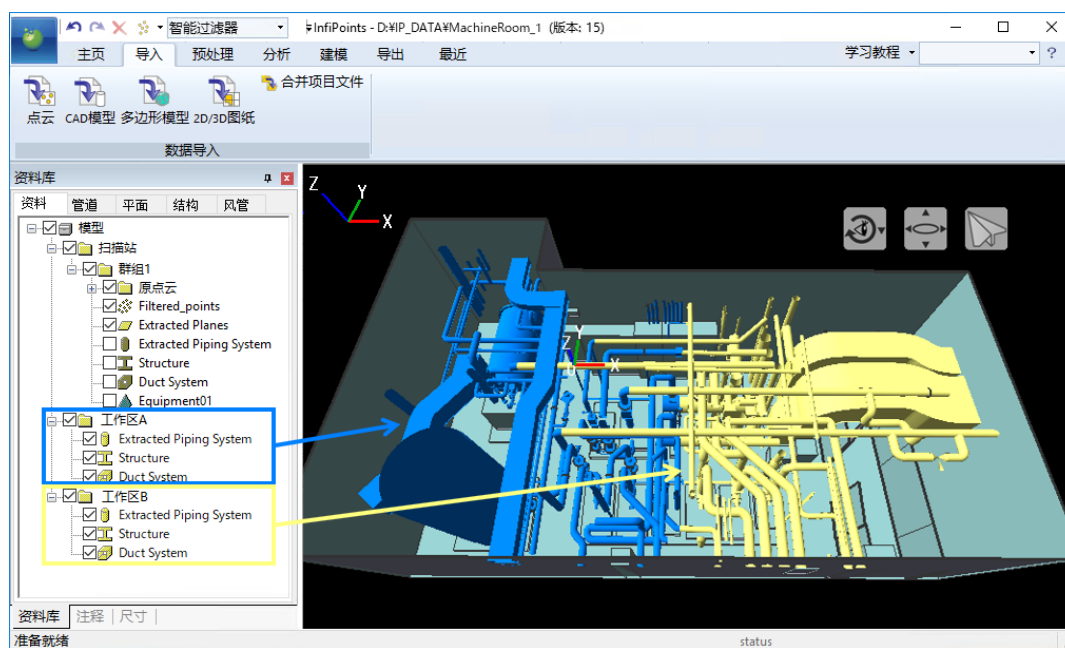 智能过滤器
InfiPoints - D:¥IP_DATA¥MachineRoom_1 (版本: 15)
主页 导入 预处理 分析 建模 导出 最近 学习教程 ?
点云 CAD模型 多边形模型 2D/3D图纸 合并项目文件
数据导入
资料库
资料 管道 平面 结构 风管
模型
扫描站
群组1
原点云
Filtered_points
Extracted Planes
Extracted Piping System
Structure
Duct System
Equipment01
工作区A
Extracted Piping System
Structure
Duct System
工作区B
Extracted Piping System
Structure
Duct System
Z Y X
Z Y X
资料库 注释 尺寸
准备就绪 status